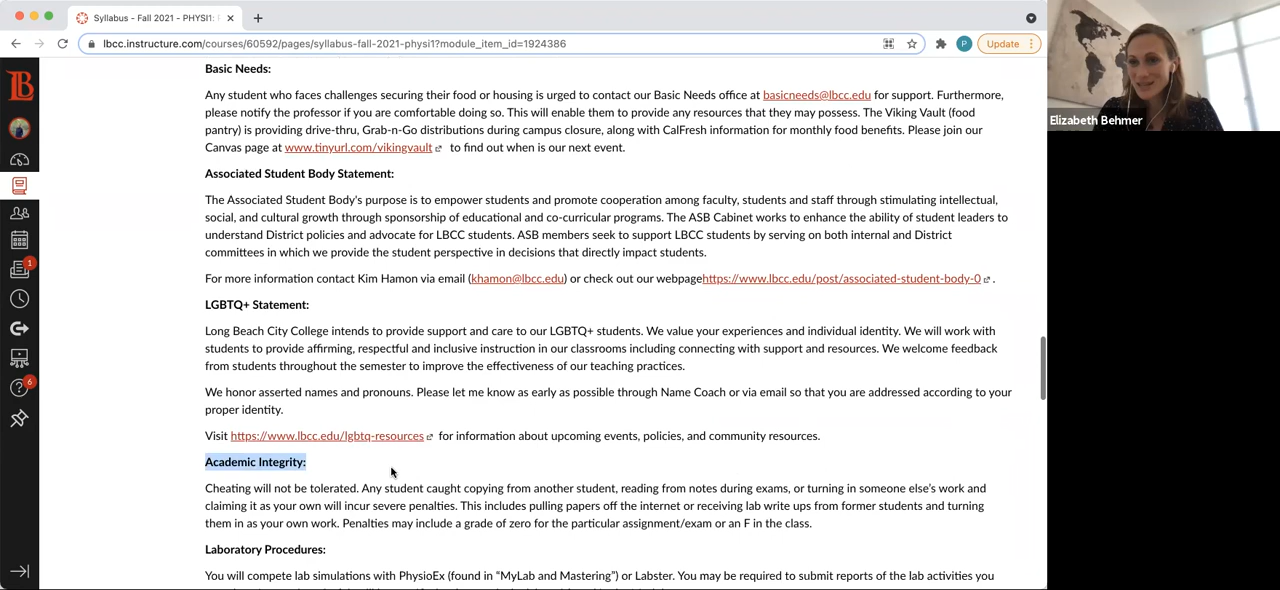 Syllabus - Fall 2021 - PHYSI1:
Update
lbcc.instructure.com/courses/60592/pages/syllabus-fall-2021-physi1?module_item_id=1924386
P
Elizabeth Behmer
Basic Needs:
Any student who faces challenges securing their food or housing is urged to contact our Basic Needs office at basicneeds@lbcc.edu for support. Furthermore,
please notify the professor if you are comfortable doing so. This will enable them to provide any resources that they may possess. The Viking Vault (food
pantry) is providing drive-thru, Grab-n-Go distributions during campus closure, along with CalFresh information for monthly food benefits. Please join our
Canvas page at www.tinyurl.com/vikingvault to find out when is our next event.
Associated Student Body Statement:
The Associated Student Body's purpose is to empower students and promote cooperation among faculty, students and staff through stimulating intellectual,
social, and cultural growth through sponsorship of educational and co-curricular programs. The ASB Cabinet works to enhance the ability of student leaders to
understand District policies and advocate for LBCC students. ASB members seek to support LBCC students by serving on both internal and District
committees in which we provide the student perspective in decisions that directly impact students.
For more information contact Kim Hamon via email (khamon@lbcc.edu) or check out our webpagehttps://www.lbcc.edu/post/associated-student-body-0 .
LGBTQ+ Statement:
Long Beach City College intends to provide support and care to our LGBTQ+ students. We value your experiences and individual identity. We will work with
students to provide affirming, respectful and inclusive instruction in our classrooms including connecting with support and resources. We welcome feedback
from students throughout the semester to improve the effectiveness of our teaching practices.
We honor asserted names and pronouns. Please let me know as early as possible through Name Coach or via email so that you are addressed according to your
proper identity.
Visit https://www.lbcc.edu/lgbtq-resources for information about upcoming events, policies, and community resources.
Academic Integrity:
Cheating will not be tolerated. Any student caught copying from another student, reading from notes during exams, or turning in someone else's work and
claiming it as your own will incur severe penalties. This includes pulling papers off the internet or receiving lab write ups from former students and turning
them in as your own work. Penalties may include a grade of zero for the particular assignment/exam or an F in the class.
Laboratory Procedures:
You will compete lab simulations with PhysioEx (found in “MyLab and Mastering”) or Labster. You may be required to submit reports of the lab activities you
B
1
6